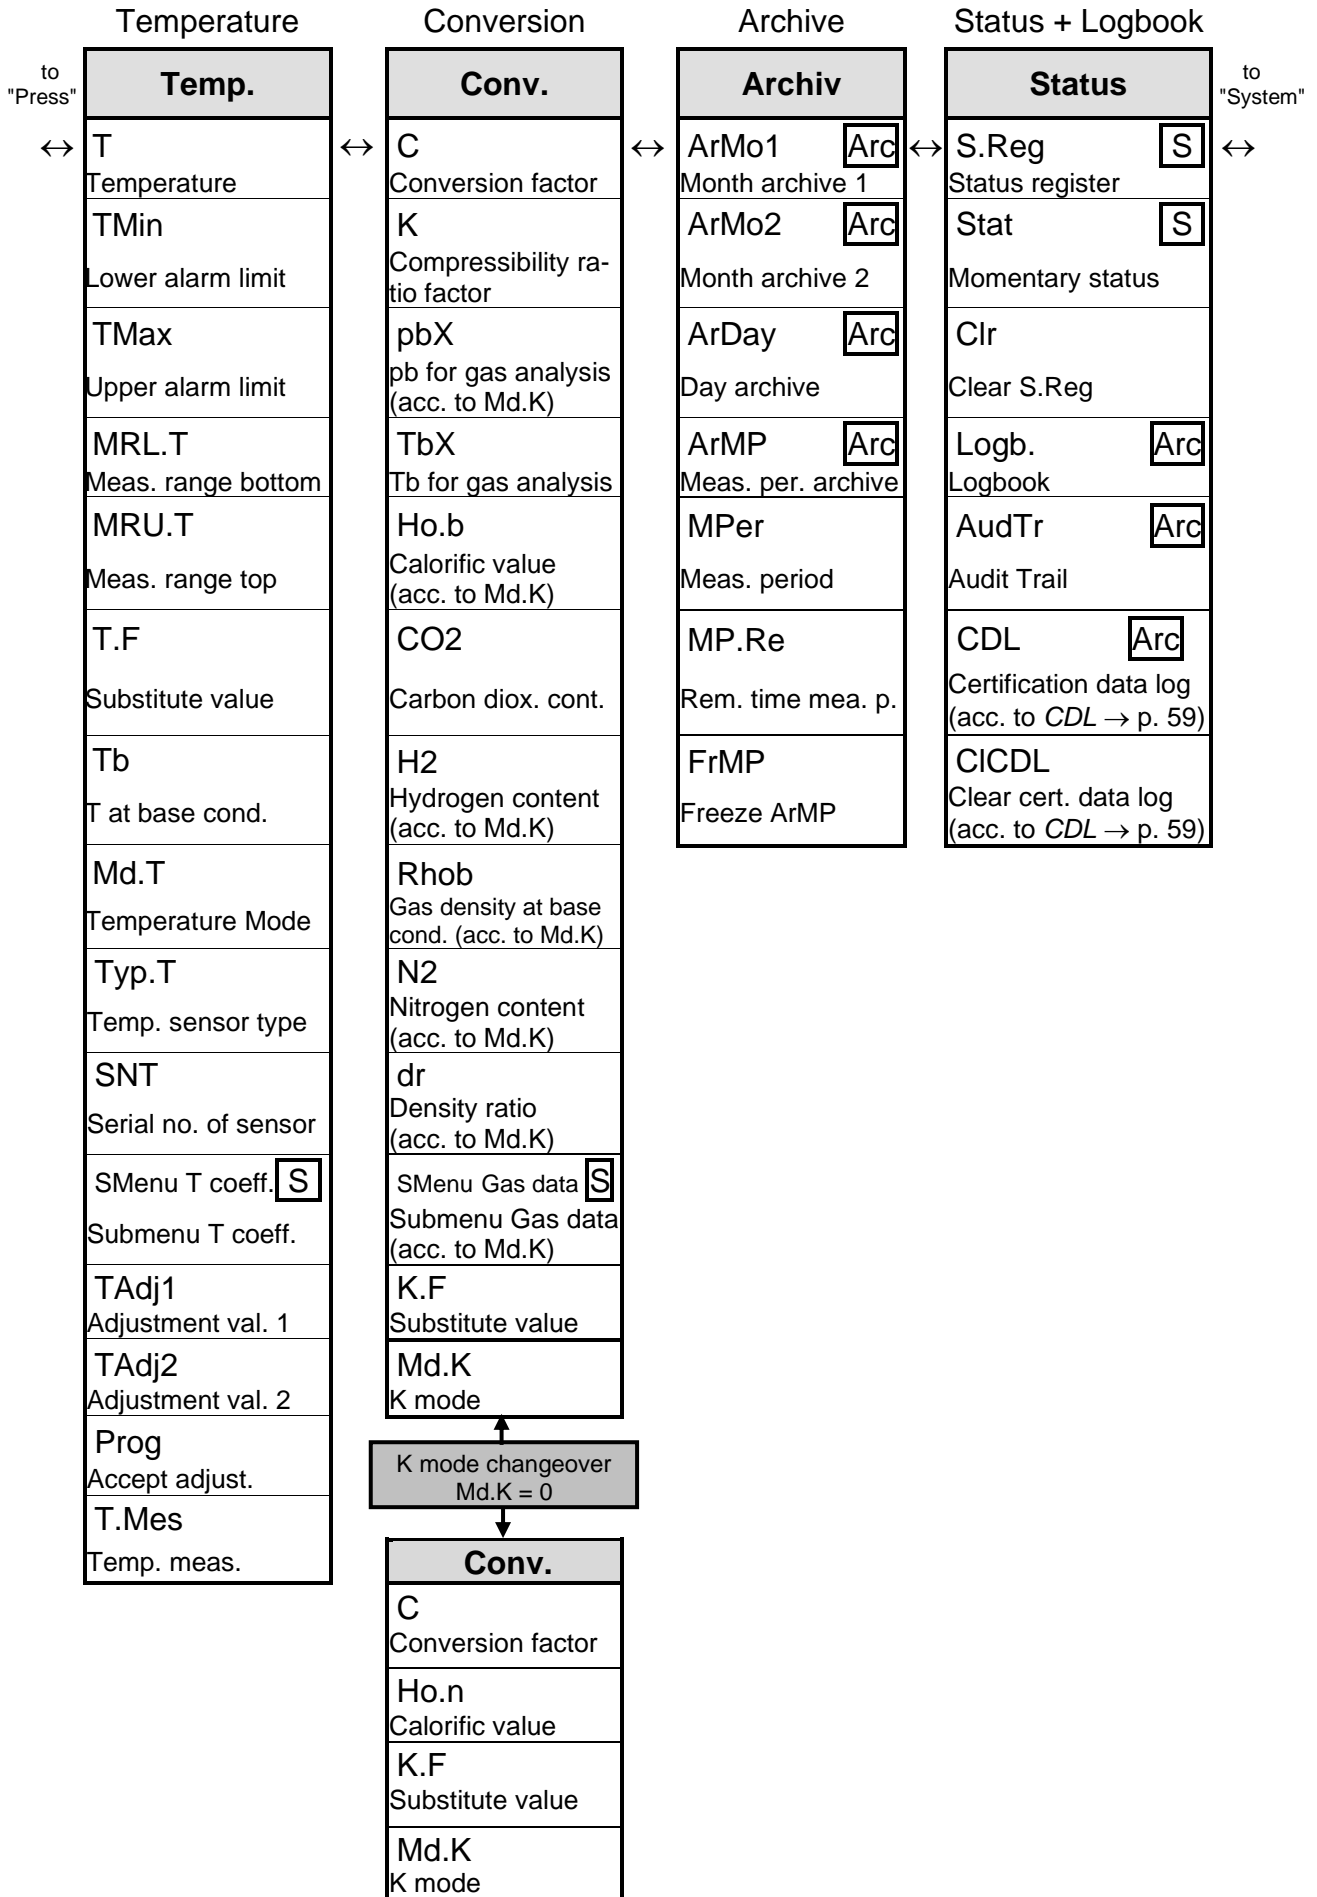 Temperature
Conversion
Archive
Status + Logbook
to
"Press"
Temp.
Conv.
Archiv
Status
to
"System"
↔
T
Temperature
TMin
Lower alarm limit
TMax
Upper alarm limit
MRL.T
Meas. range bottom
MRU.T
Meas. range top
T.F
Substitute value
Tb
T at base cond.
Md.T
Temperature Mode
Typ.T
Temp. sensor type
SNT
Serial no. of sensor
SMenu T coeff. S
Submenu T coeff.
TAdj1
Adjustment val. 1
TAdj2
Adjustment val. 2
Prog
Accept adjust.
T.Mes
Temp. meas.
↔
C
Conversion factor
K
Compressibility ra-
tio factor
pbX
pb for gas analysis
(acc. to Md.K)
TbX
Tb for gas analysis
Ho.b
Calorific value
(acc. to Md.K)
CO2
Carbon diox. cont.
H2
Hydrogen content
(acc. to Md.K)
Rhob
Gas density at base
cond. (acc. to Md.K)
N2
Nitrogen content
(acc. to Md.K)
dr
Density ratio
(acc. to Md.K)
SMenu Gas data S
Submenu Gas data
(acc. to Md.K)
K.F
Substitute value
Md.K
K mode
K mode changeover
Md.K = 0
Conv.
C
Conversion factor
Ho.n
Calorific value
K.F
Substitute value
Md.K
K mode
↔
ArMo1 Arc
Month archive 1
ArMo2 Arc
Month archive 2
ArDay Arc
Day archive
ArMP Arc
Meas. per. archive
MPer
Meas. period
MP.Re
Rem. time mea. p.
FrMP
Freeze ArMP
↔
S.Reg S
Status register
Stat S
Momentary status
Clr
Clear S.Reg
Logb. Arc
Logbook
AudTr Arc
Audit Trail
CDL Arc
Certification data log
(acc. to CDL → p. 59)
ClCDL
Clear cert. data log
(acc. to CDL → p. 59)
↔